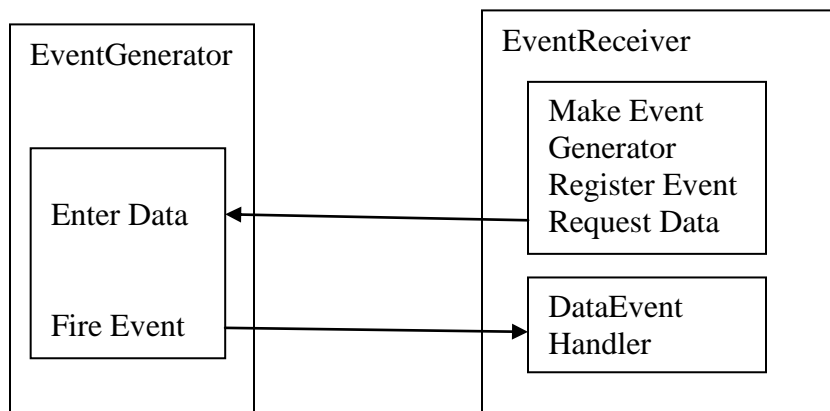 EventGenerator
Enter Data
Fire Event
EventReceiver
Make Event
Generator
Register Event
Request Data
DataEvent
Handler